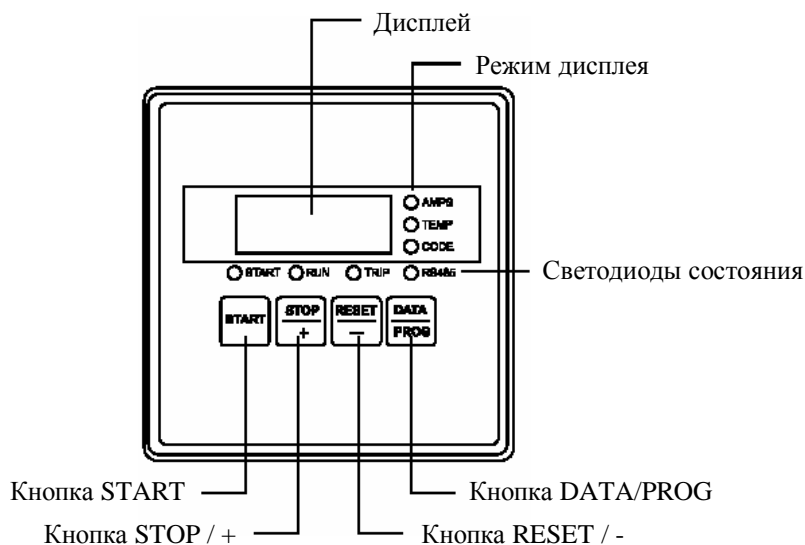 Дисплей
Режим дисплея
AMPS
TEMP
CODE
START RUN TRIP RS485
Светодиоды состояния
START STOP + RESET – DATA PROG
Кнопка START
Кнопка DATA/PROG
Кнопка STOP / +
Кнопка RESET / -